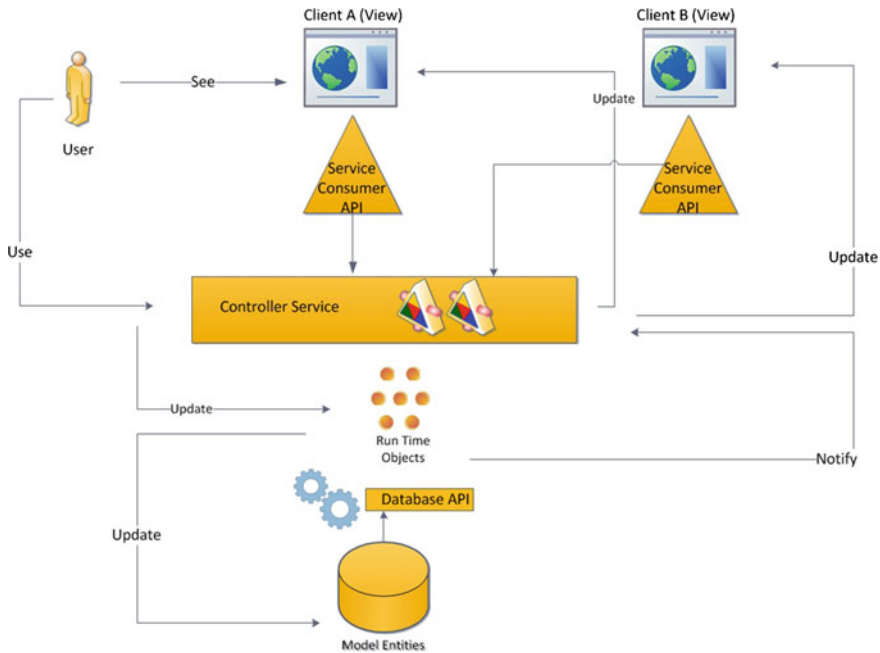 Client A (View)
Client B (View)
See
Update
User
Service
Consumer
API
Service
Consumer
API
Use
Update
Controller Service
Update
Run Time
Objects
Notify
Database API
Update
Model Entities